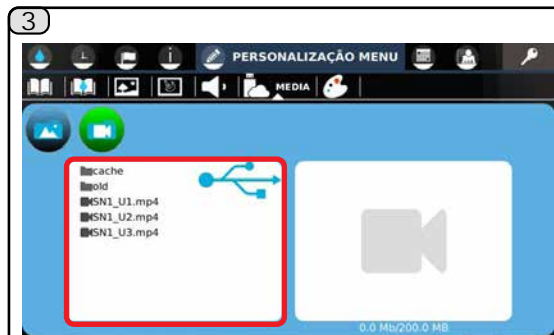 3
PERSONALIZAÇÃO MENU
MEDIA
cache
old
SN1_U1.mp4
SN1_U2.mp4
SN1_U3.mp4
0.0 Mb/200.0 MB